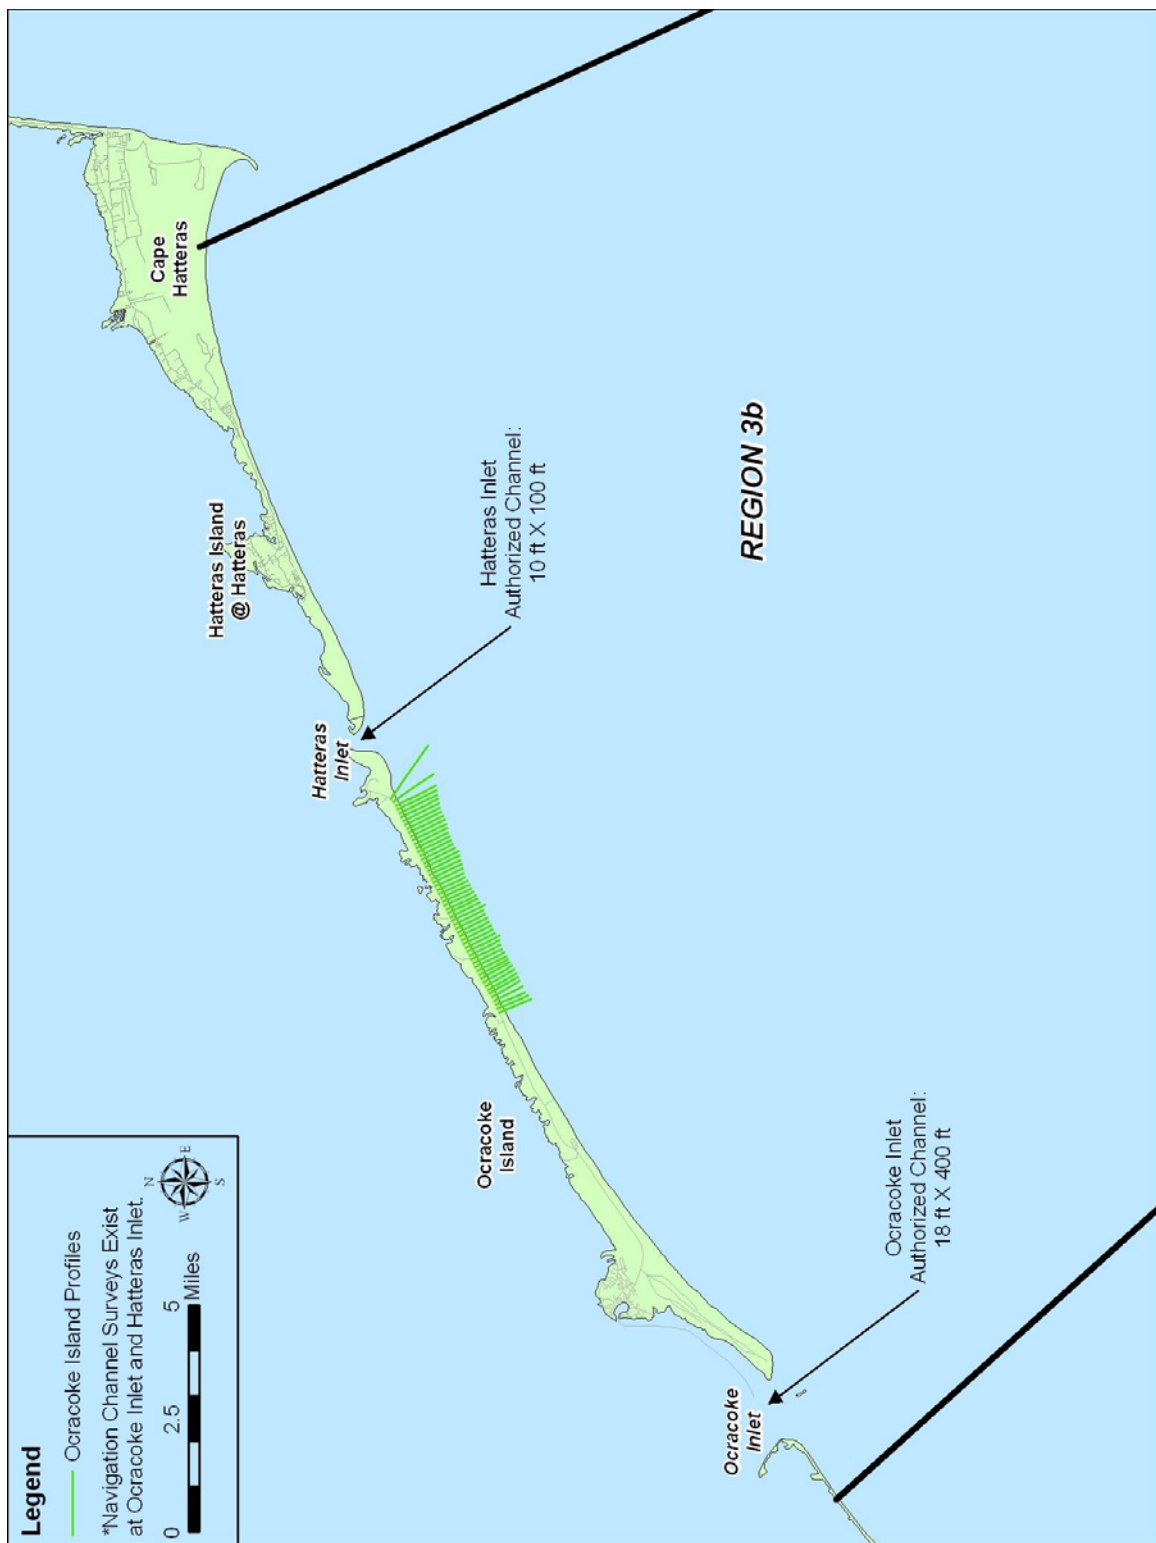 Cape
Hatteras
Hatteras Island
@ Hatteras
Hatteras
Inlet
Hatteras Inlet
Authorized Channel:
10 ft X 100 ft
REGION 3b
Ocracoke
Island
Ocracoke Inlet
Authorized Channel:
18 ft X 400 ft
Ocracoke
Inlet
Legend
Ocracoke Island Profiles
*Navigation Channel Surveys Exist
at Ocracoke Inlet and Hatteras Inlet.
N
W E
S
0 2.5 5
Miles